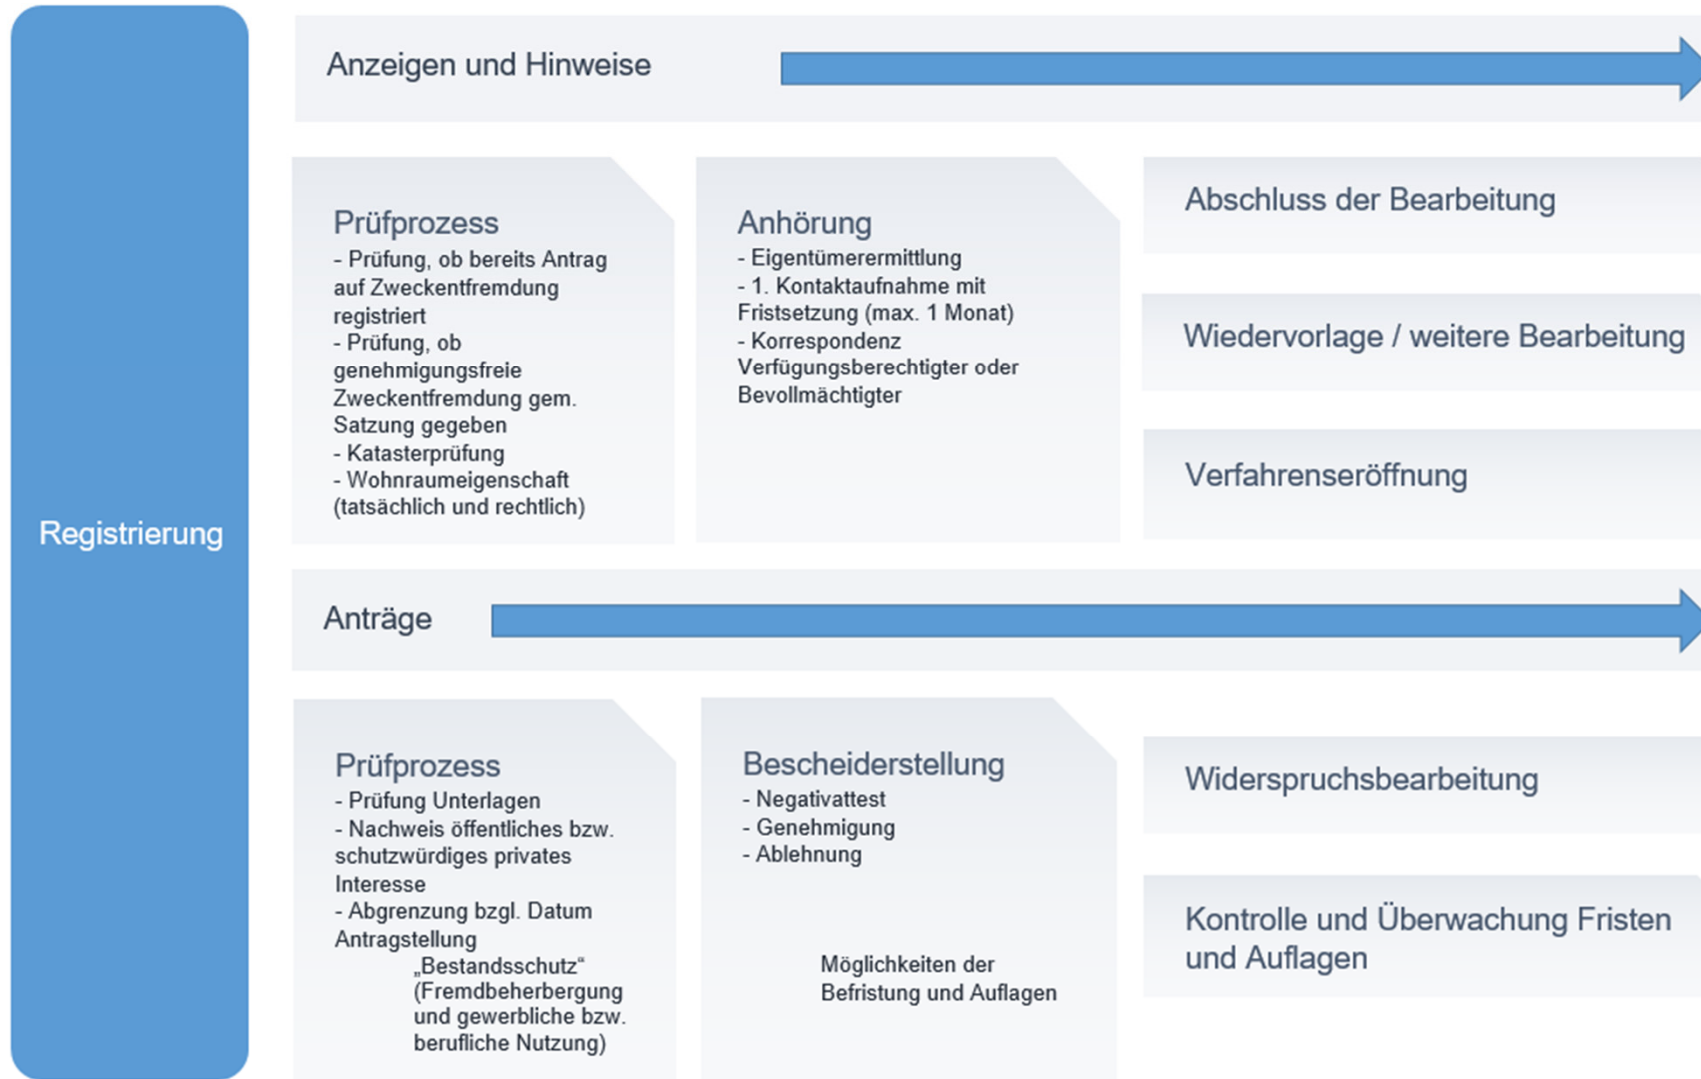 Registrierung
Anzeigen und Hinweise
Prüfprozess
- Prüfung, ob bereits Antrag
auf Zweckentfremdung
registriert
- Prüfung, ob
genehmigungsfreie
Zweckentfremdung gem.
Satzung gegeben
- Katasterprüfung
- Wohnraumeigenschaft
(tatsächlich und rechtlich)
Anhörung
- Eigentümerermittlung
- 1. Kontaktaufnahme mit
Fristsetzung (max. 1 Monat)
- Korrespondenz
Verfügungsberechtigter oder
Bevollmächtigter
Abschluss der Bearbeitung
Wiedervorlage / weitere Bearbeitung
Verfahrenseröffnung
Anträge
Prüfprozess
- Prüfung Unterlagen
- Nachweis öffentliches bzw.
schutzwürdiges privates
Interesse
- Abgrenzung bzgl. Datum
Antragstellung
„Bestandsschutz“
(Fremdbeherbergung
und gewerbliche bzw.
berufliche Nutzung)
Bescheiderstellung
- Negativattest
- Genehmigung
- Ablehnung
Möglichkeiten der
Befristung und Auflagen
Widerspruchsbearbeitung
Kontrolle und Überwachung Fristen
und Auflagen